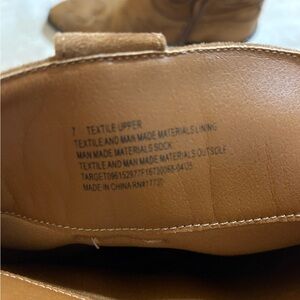 7 TEXTILE UPPER
TEXTILE AND MAN MADE MATERIALS LINING
MAN MADE MATERIALS SOCK
TEXTILE AND MAN MADE MATERIALS OUTSOLE
MADE IN CHINA